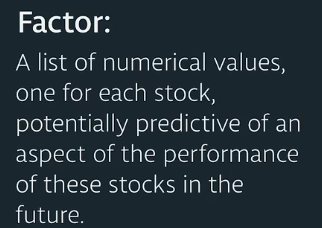 Factor:
A list of numerical values,
one for each stock,
potentially predictive of an
aspect of the performance
of these stocks in the
future.